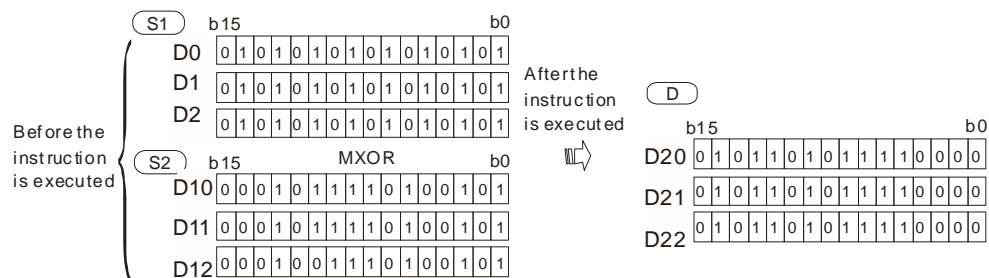 S1 b15 b0
D0 0 1 0 1 0 1 0 1 0 1 0 1 0 1 0 1
D1 0 1 0 1 0 1 0 1 0 1 0 1 0 1 0 1
D2 0 1 0 1 0 1 0 1 0 1 0 1 0 1 0 1
Before the
instruction
is executed
S2 b15 MXOR b0
D10 0 0 0 1 0 1 1 1 1 0 1 0 0 1 0 1
D11 0 0 0 1 0 1 1 1 1 0 1 0 0 1 0 1
D12 0 0 0 1 0 0 1 1 1 0 1 0 0 1 0 1
After the
instruction
is executed
D
b15 b0
D20 0 1 0 1 1 0 1 0 1 1 1 1 0 0 0 0
D21 0 1 0 1 1 0 1 0 1 1 1 1 0 0 0 0
D22 0 1 0 1 1 0 1 0 1 1 1 1 0 0 0 0